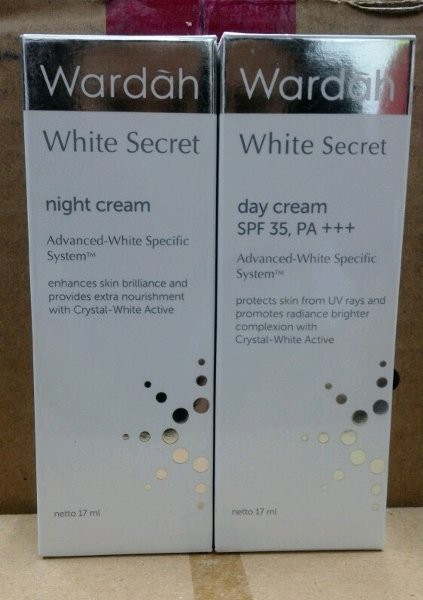 Wardah
White Secret
night cream
Advanced-White Specific
System™
enhances skin brilliance and
provides extra nourishment
with Crystal-White Active
netto 17 ml
Wardah
White Secret
day cream
SPF 35, PA +++
Advanced-White Specific
System™
protects skin from UV rays and
promotes radiance brighter
complexion with
Crystal-White Active
netto 17 ml